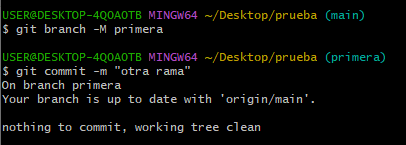 USER@DESKTOP-4QOAOTB MINGW64 ~/Desktop/prueba (main)
$ git branch -M primera
USER@DESKTOP-4QOAOTB MINGW64 ~/Desktop/prueba (primera)
$ git commit -m "otra rama"
On branch primera
Your branch is up to date with 'origin/main'.
nothing to commit, working tree clean